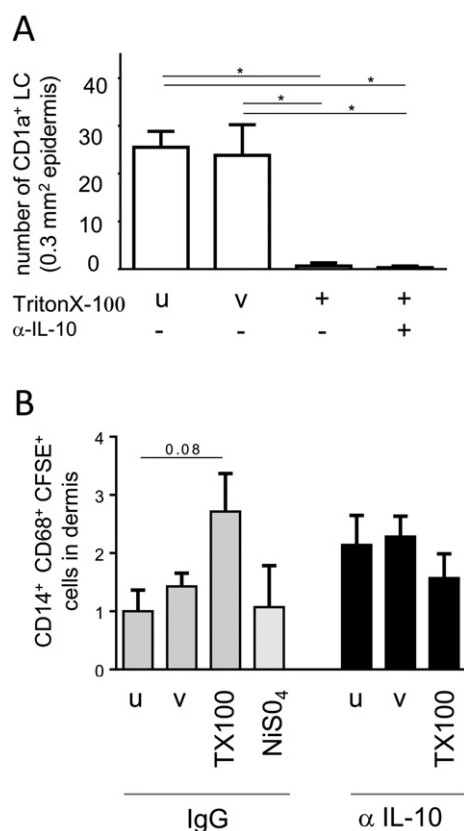 A
number of CD1a⁺ LC
(0.3 mm² epidermis)
40
30
20
10
0
*
*
*
*
TritonX-100 u v + +
α-IL-10 - - - +
B
CD14⁺ CD68⁺ CFSE⁺
cells in dermis
4
3
2
1
0
0.08
u v TX100 NiSO₄ u v TX100
IgG α IL-10